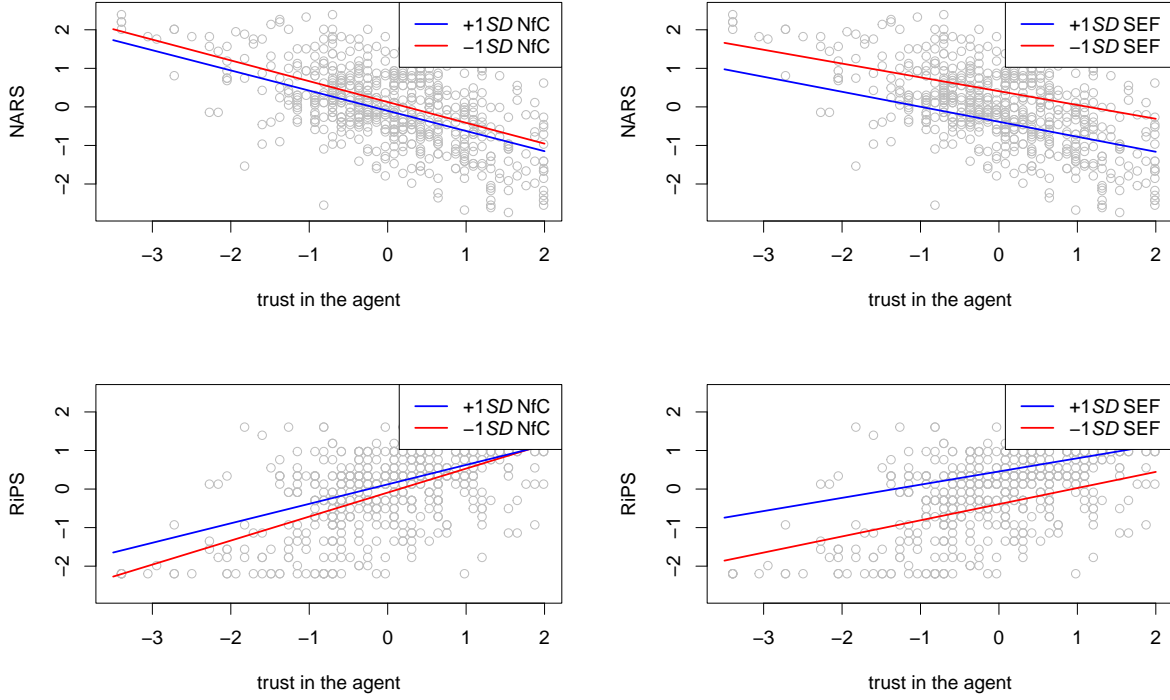 +1SD NfC
−1SD NfC
NARS
2
1
0
−1
−2
−3 −2 −1 0 1 2
trust in the agent
+1SD SEF
−1SD SEF
NARS
2
1
0
−1
−2
−3 −2 −1 0 1 2
trust in the agent
+1SD NfC
−1SD NfC
RiPS
2
1
0
−1
−2
−3 −2 −1 0 1 2
trust in the agent
+1SD SEF
−1SD SEF
RiPS
2
1
0
−1
−2
−3 −2 −1 0 1 2
trust in the agent